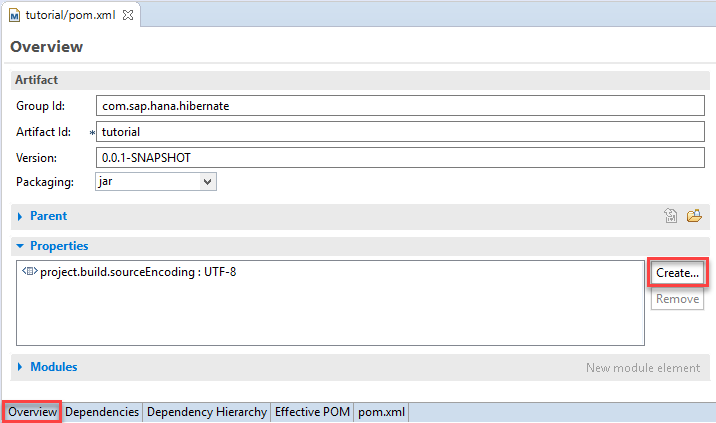 tutorial/pom.xml
Overview
Artifact
Group Id: com.sap.hana.hibernate
Artifact Id: * tutorial
Version: 0.0.1-SNAPSHOT
Packaging: jar
Parent
Properties
project.build.sourceEncoding : UTF-8
Create...
Remove
Modules New module element
Overview Dependencies Dependency Hierarchy Effective POM pom.xml